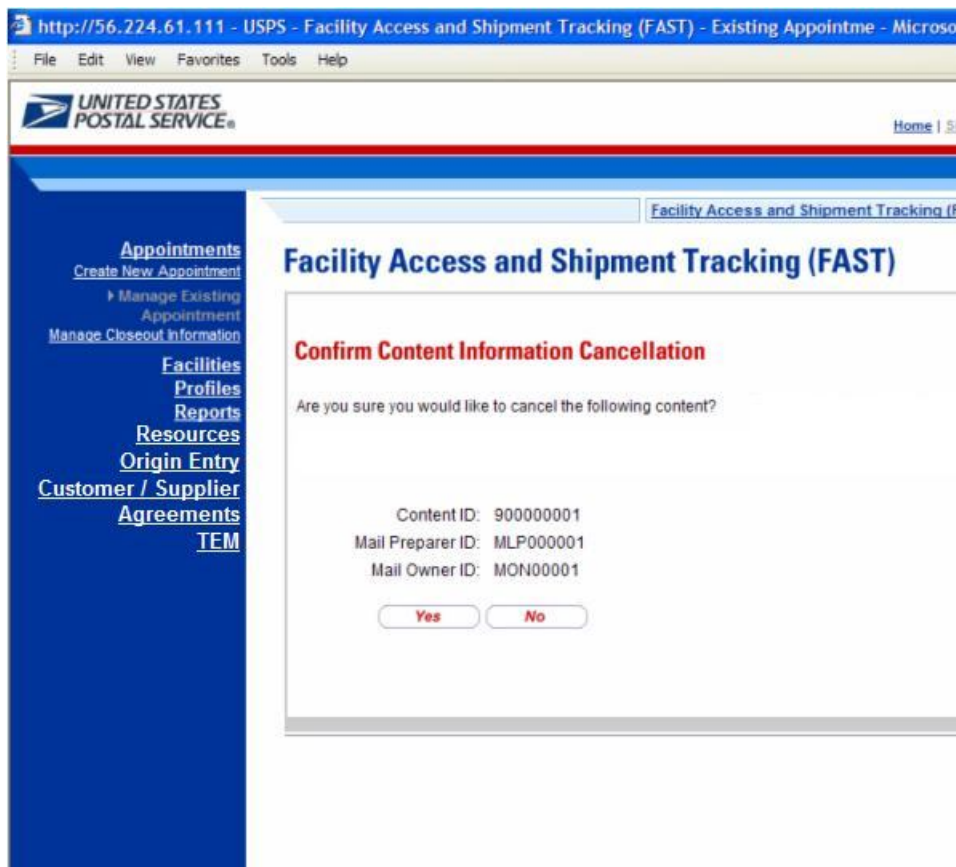 http://56.224.61.111 - USPS - Facility Access and Shipment Tracking (FAST) - Existing Appointme - Microso
File Edit View Favorites Tools Help
UNITED STATES
POSTAL SERVICE®
Home |
Facility Access and Shipment Tracking (
Appointments
Create New Appointment
Manage Existing
Appointment
Manage Closeout Information
Facilities
Profiles
Reports
Resources
Origin Entry
Customer / Supplier
Agreements
TEM
Facility Access and Shipment Tracking (FAST)
Confirm Content Information Cancellation
Are you sure you would like to cancel the following content?
Content ID: 900000001
Mail Preparer ID: MLP000001
Mail Owner ID: MON00001
Yes No